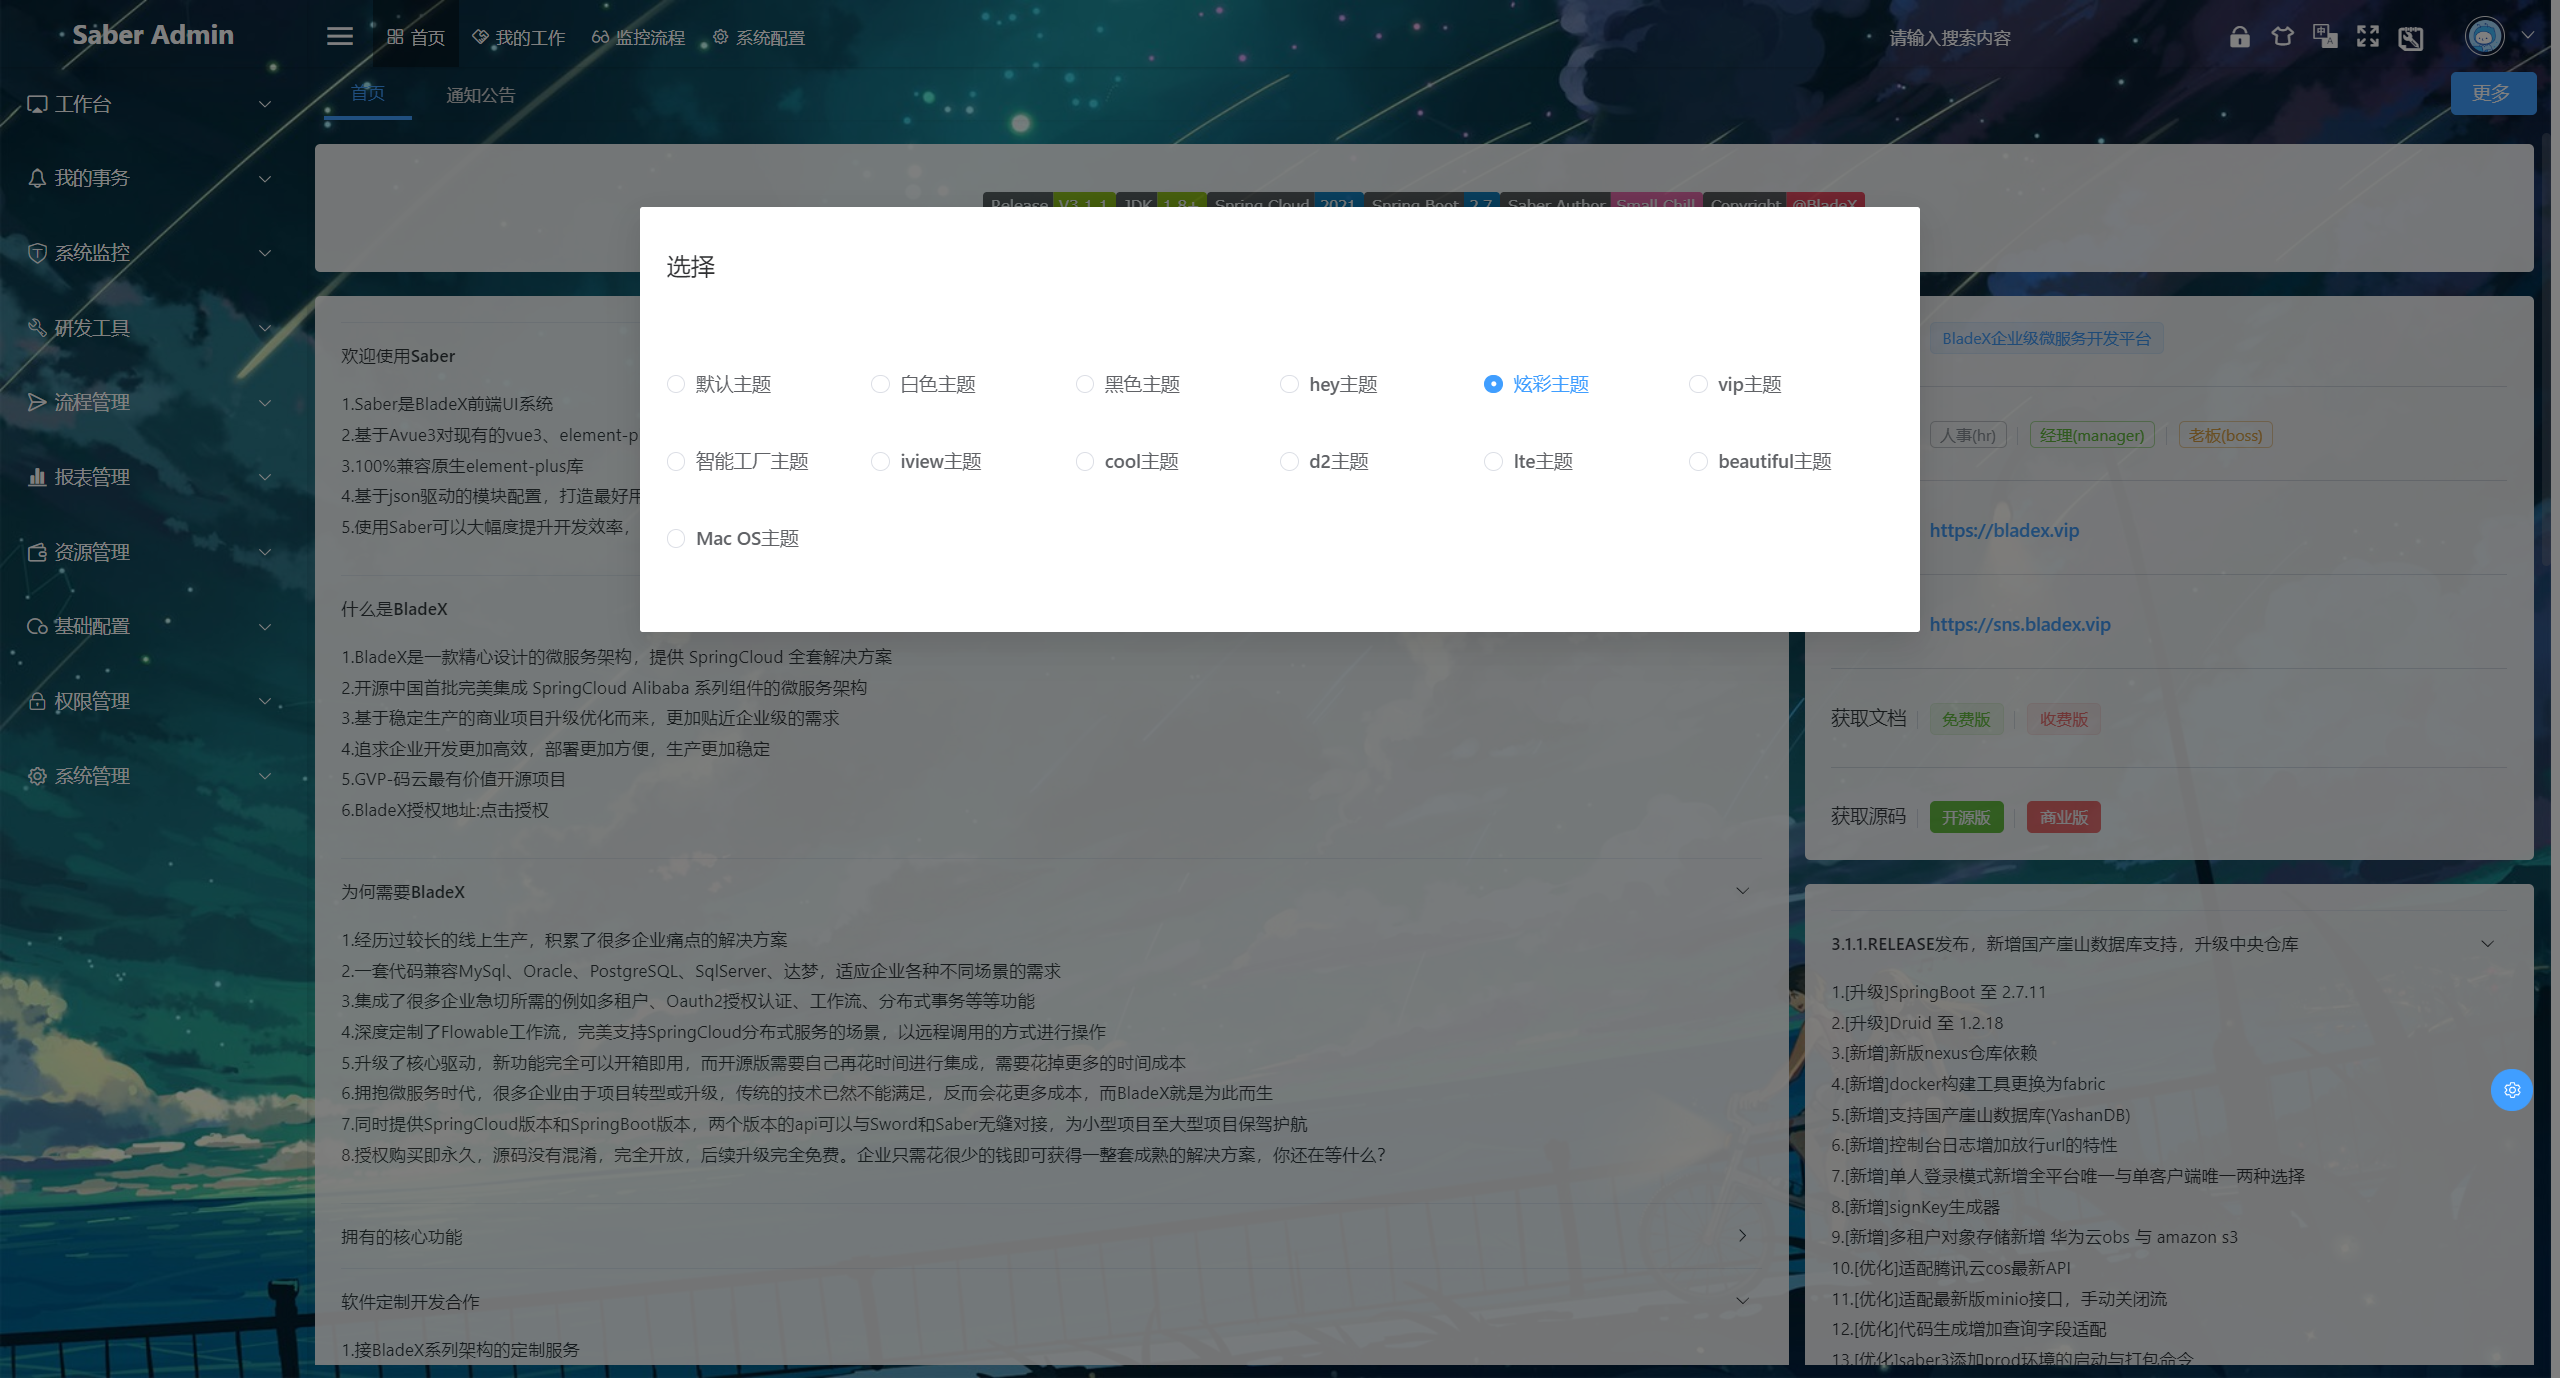 Saber Admin
首页
我的工作
监控流程
系统配置
请输入搜索内容
首页
通知公告
更多
工作台
我的事务
系统监控
研发工具
流程管理
报表管理
资源管理
基础配置
权限管理
系统管理
Release V3.1.1 JDK 1.8+ Spring Cloud 2021 Spring Boot 2.7 Saber Author Small Chill Copyright @BladeX
选择
默认主题
白色主题
黑色主题
hey主题
炫彩主题
vip主题
智能工厂主题
iview主题
cool主题
d2主题
lte主题
beautiful主题
Mac OS主题
欢迎使用Saber
1.Saber是BladeX前端UI系统
2.基于Avue3对现有的vue3、element-p
3.100%兼容原生element-plus库
4.基于json驱动的模块配置，打造最好用
5.使用Saber可以大幅度提升开发效率，
什么是BladeX
1.BladeX是一款精心设计的微服务架构，提供 SpringCloud 全套解决方案
2.开源中国首批完美集成 SpringCloud Alibaba 系列组件的微服务架构
3.基于稳定生产的商业项目升级优化而来，更加贴近企业级的需求
4.追求企业开发更加高效，部署更加方便，生产更加稳定
5.GVP-码云最有价值开源项目
6.BladeX授权地址:点击授权
为何需要BladeX
1.经历过较长的线上生产，积累了很多企业痛点的解决方案
2.一套代码兼容MySql、Oracle、PostgreSQL、SqlServer、达梦，适应企业各种不同场景的需求
3.集成了很多企业急切所需的例如多租户、Oauth2授权认证、工作流、分布式事务等等功能
4.深度定制了Flowable工作流，完美支持SpringCloud分布式服务的场景，以远程调用的方式进行操作
5.升级了核心驱动，新功能完全可以开箱即用，而开源版需要自己再花时间进行集成，需要花掉更多的时间成本
6.拥抱微服务时代，很多企业由于项目转型或升级，传统的技术已然不能满足，反而会花更多成本，而BladeX就是为此而生
7.同时提供SpringCloud版本和SpringBoot版本，两个版本的api可以与Sword和Saber无缝对接，为小型项目至大型项目保驾护航
8.授权购买即永久，源码没有混淆，完全开放，后续升级完全免费。企业只需花很少的钱即可获得一整套成熟的解决方案，你还在等什么？
拥有的核心功能
软件定制开发合作
1.接BladeX系列架构的定制服务
BladeX企业级微服务开发平台
人事(hr)
经理(manager)
老板(boss)
https://bladex.vip
https://sns.bladex.vip
获取文档 免费版 收费版
获取源码 开源版 商业版
3.1.1.RELEASE发布，新增国产崖山数据库支持，升级中央仓库
1.[升级]SpringBoot 至 2.7.11
2.[升级]Druid 至 1.2.18
3.[新增]新版nexus仓库依赖
4.[新增]docker构建工具更换为fabric
5.[新增]支持国产崖山数据库(YashanDB)
6.[新增]控制台日志增加放行url的特性
7.[新增]单人登录模式新增全平台唯一与单客户端唯一两种选择
8.[新增]signKey生成器
9.[新增]多租户对象存储新增 华为云obs 与 amazon s3
10.[优化]适配腾讯云cos最新API
11.[优化]适配最新版minio接口，手动关闭流
12.[优化]代码生成增加查询字段适配
13.[优化]saber3添加prod环境的启动与打包命令